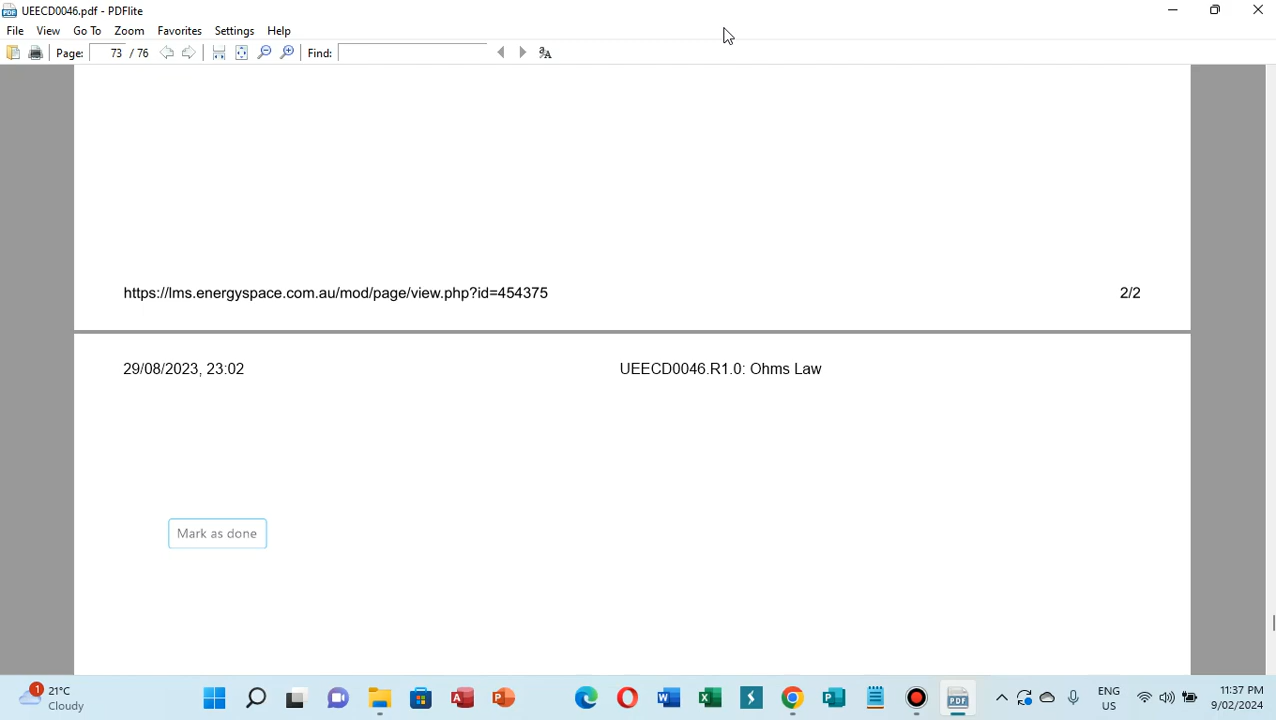 UEECD0046.pdf - PDFlite
File View Go To Zoom Favorites Settings Help
Page: 73 / 76 Find:
https://lms.energyspace.com.au/mod/page/view.php?id=454375 2/2
29/08/2023, 23:02 UEECD0046.R1.0: Ohms Law
Mark as done
1 21°C
Cloudy
ENG
US
11:37 PM
9/02/2024